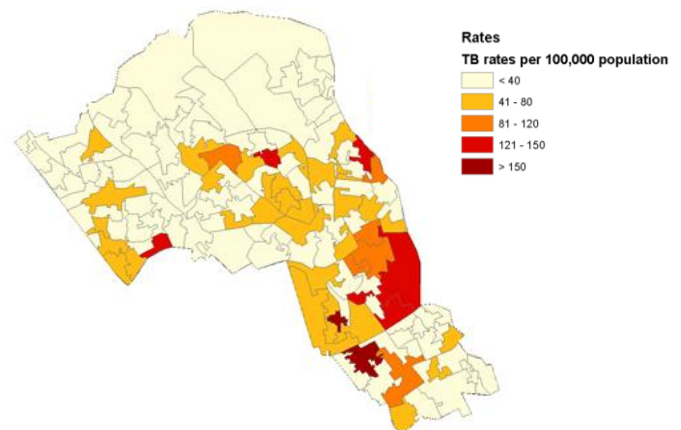 Rates
TB rates per 100,000 population
< 40
41 - 80
81 - 120
121 - 150
> 150